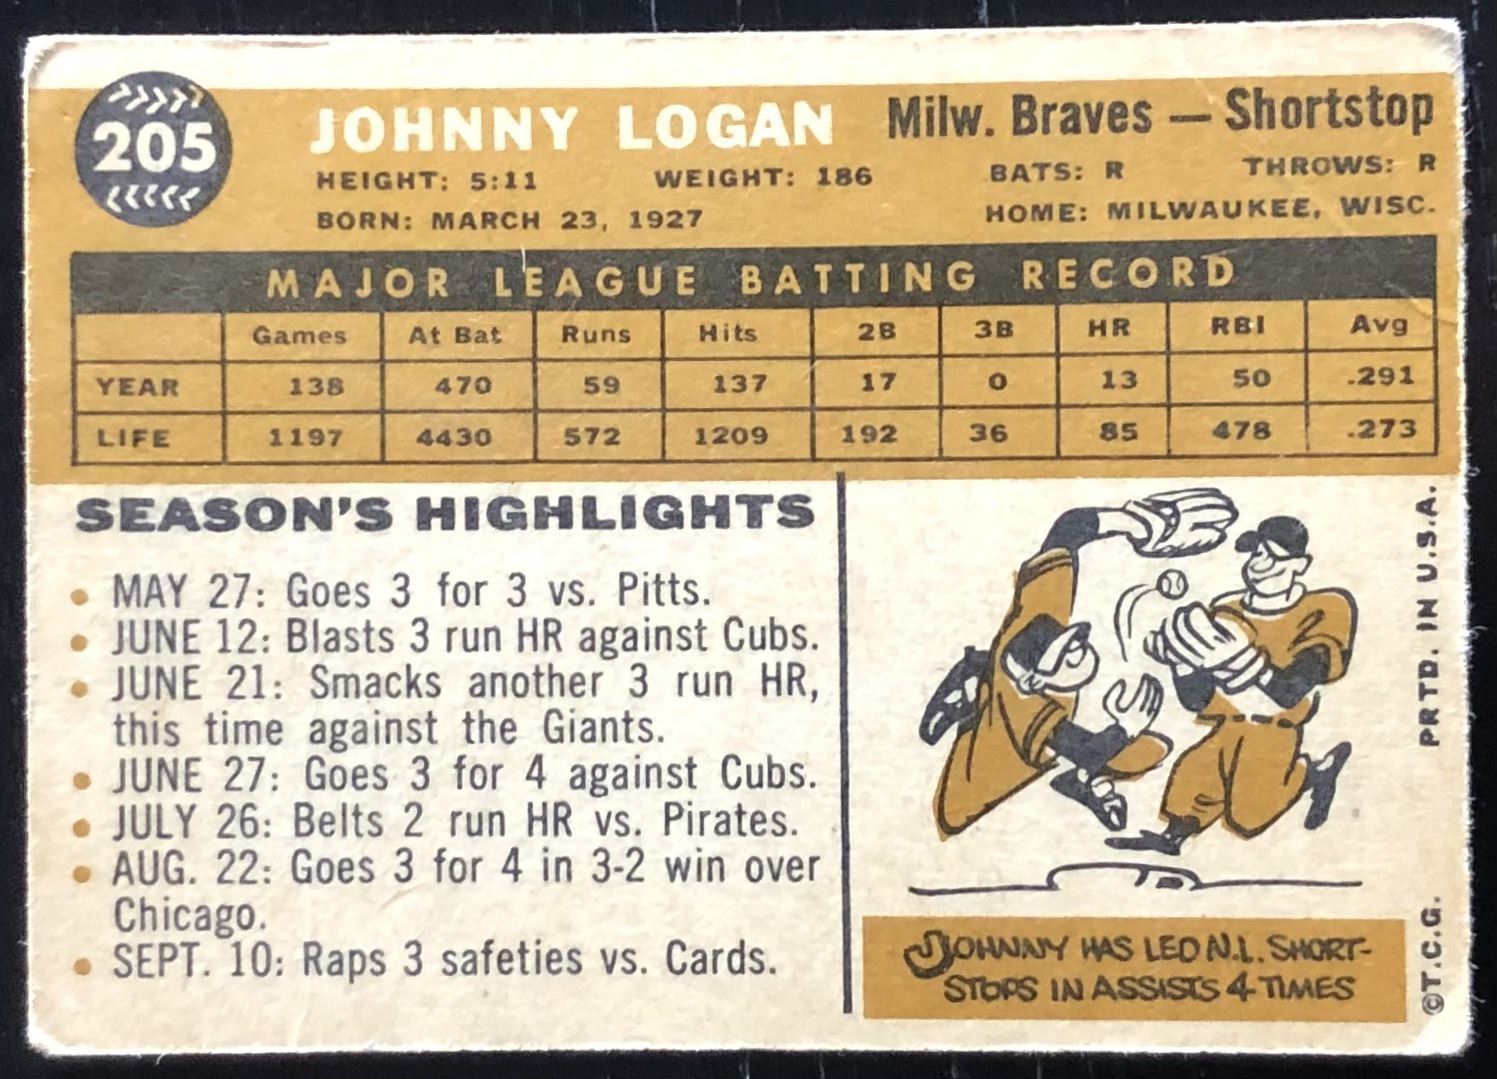 205
JOHNNY LOGAN
Milw. Braves — Shortstop
HEIGHT: 5:11 WEIGHT: 186 BATS: R THROWS: R
BORN: MARCH 23, 1927 HOME: MILWAUKEE, WISC.
MAJOR LEAGUE BATTING RECORD
Games At Bat Runs Hits 2B 3B HR RBI Avg
YEAR 138 470 59 137 17 0 13 50 .291
LIFE 1197 4430 572 1209 192 36 85 478 .273
SEASON'S HIGHLIGHTS
• MAY 27: Goes 3 for 3 vs. Pitts.
• JUNE 12: Blasts 3 run HR against Cubs.
• JUNE 21: Smacks another 3 run HR,
this time against the Giants.
• JUNE 27: Goes 3 for 4 against Cubs.
• JULY 26: Belts 2 run HR vs. Pirates.
• AUG. 22: Goes 3 for 4 in 3-2 win over
Chicago.
• SEPT. 10: Raps 3 safeties vs. Cards.
JOHNNY HAS LED N.L. SHORT-
STOPS IN ASSISTS 4 TIMES
©T.C.G. PRTD. IN U.S.A.